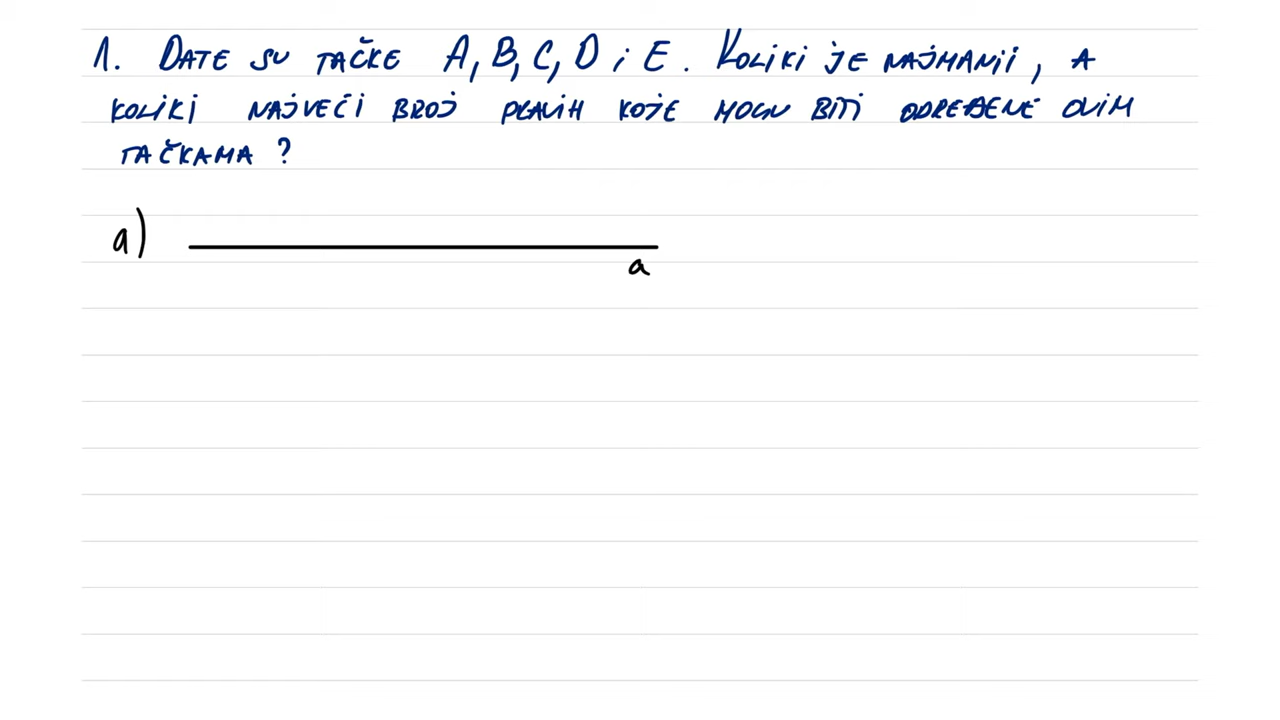 1. DATE SU TAČKE A, B, C, D i E. KOLIKI JE NAJMANJI, A
KOLIKI NAJVEĆI BROJ PRAVIH KOJE MOGU BITI ODREĐENE OVIM
TAČKAMA ?
a)
a